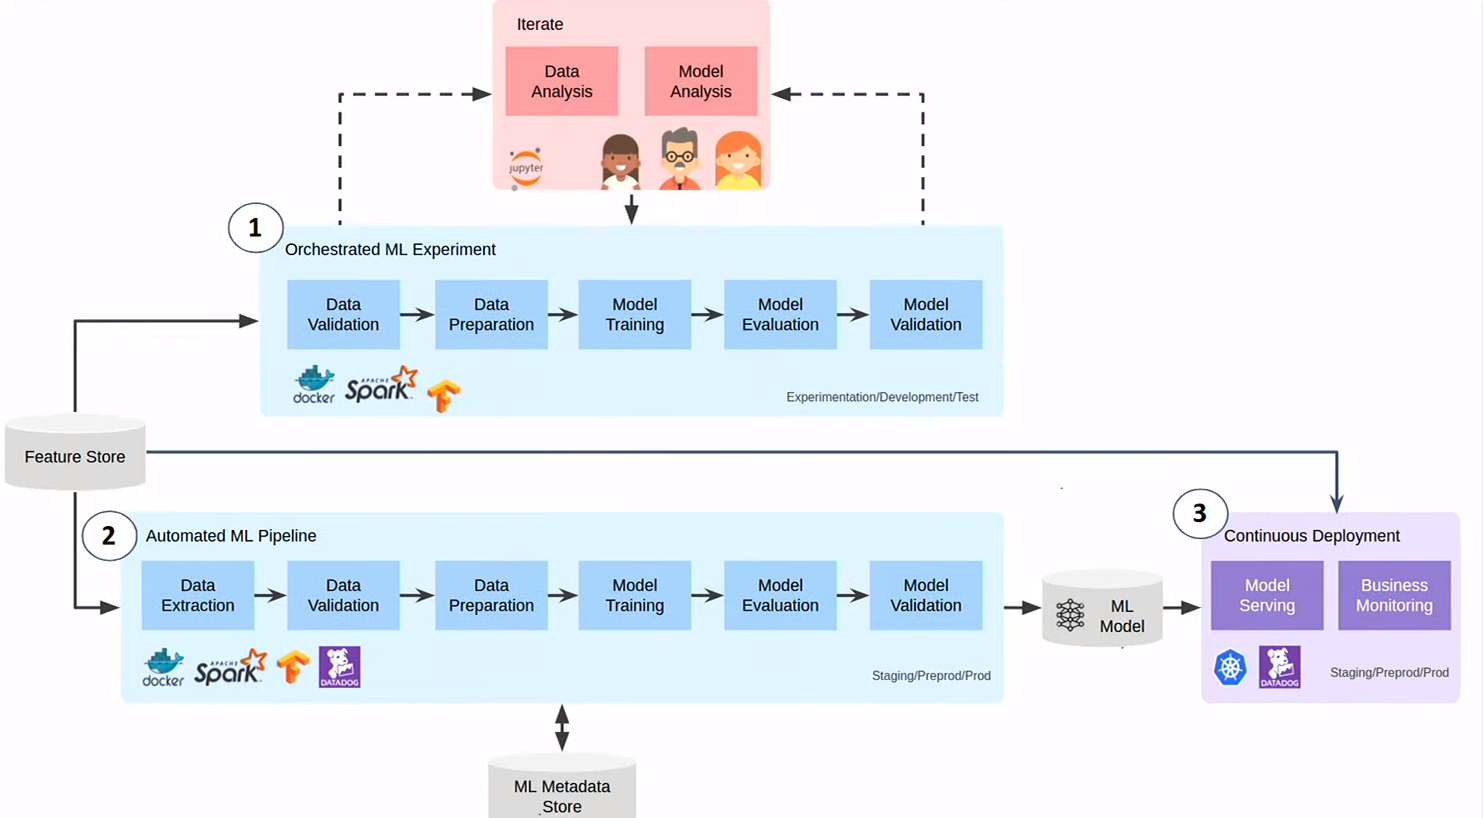 Iterate
Data
Analysis
Model
Analysis
jupyter
1
Orchestrated ML Experiment
Data
Validation
Data
Preparation
Model
Training
Model
Evaluation
Model
Validation
docker
APACHE
Spark
Experimentation/Development/Test
Feature Store
2
Automated ML Pipeline
Data
Extraction
Data
Validation
Data
Preparation
Model
Training
Model
Evaluation
Model
Validation
docker
APACHE
Spark
DATADOG
Staging/Preprod/Prod
ML
Model
3
Continuous Deployment
Model
Serving
Business
Monitoring
DATADOG
Staging/Preprod/Prod
ML Metadata
Store